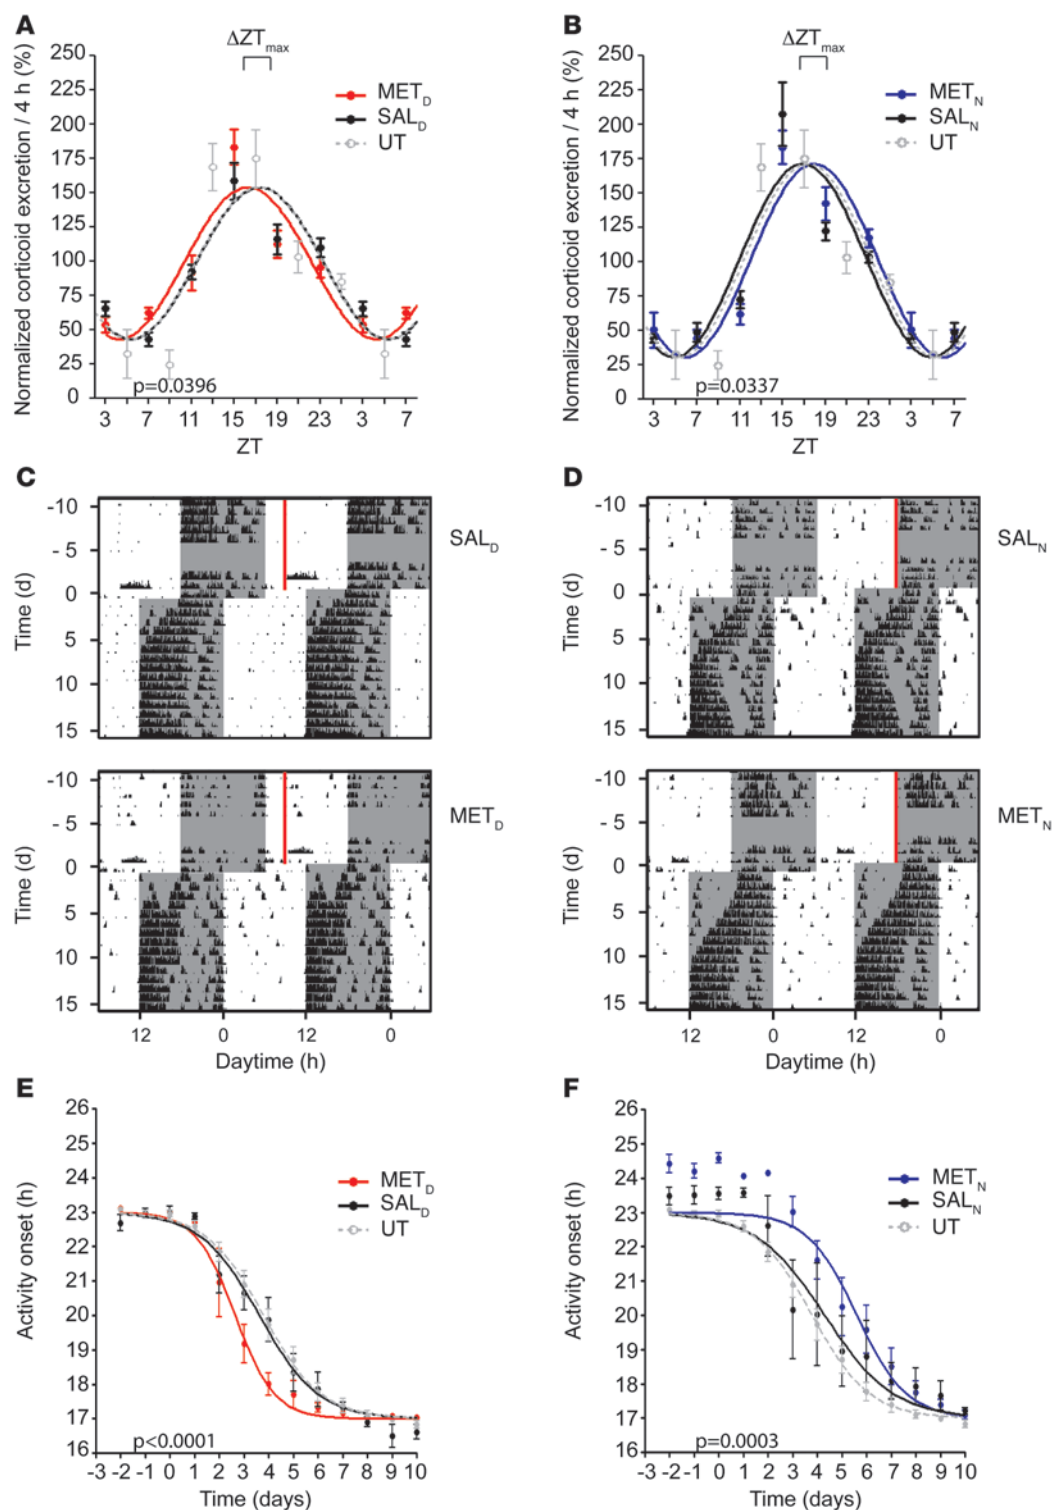 A
ΔZTmax
Normalized corticoid excretion / 4 h (%)
250
225
200
175
150
125
100
75
50
25
0
METD
SALD
UT
p=0.0396
3 7 11 15 19 23 3 7
ZT
B
ΔZTmax
Normalized corticoid excretion / 4 h (%)
250
225
200
175
150
125
100
75
50
25
0
METN
SALN
UT
p=0.0337
3 7 11 15 19 23 3 7
ZT
C
Time (d)
-10
-5
0
5
10
15
SALD
Time (d)
-10
-5
0
5
10
15
METD
12 0 12 0
Daytime (h)
D
Time (d)
-10
-5
0
5
10
15
SALN
Time (d)
-10
-5
0
5
10
15
METN
12 0 12 0
Daytime (h)
E
Activity onset (h)
26
25
24
23
22
21
20
19
18
17
16
METD
SALD
UT
p<0.0001
-3 -2 -1 0 1 2 3 4 5 6 7 8 9 10
Time (days)
F
Activity onset (h)
26
25
24
23
22
21
20
19
18
17
16
METN
SALN
UT
p=0.0003
-3 -2 -1 0 1 2 3 4 5 6 7 8 9 10
Time (days)